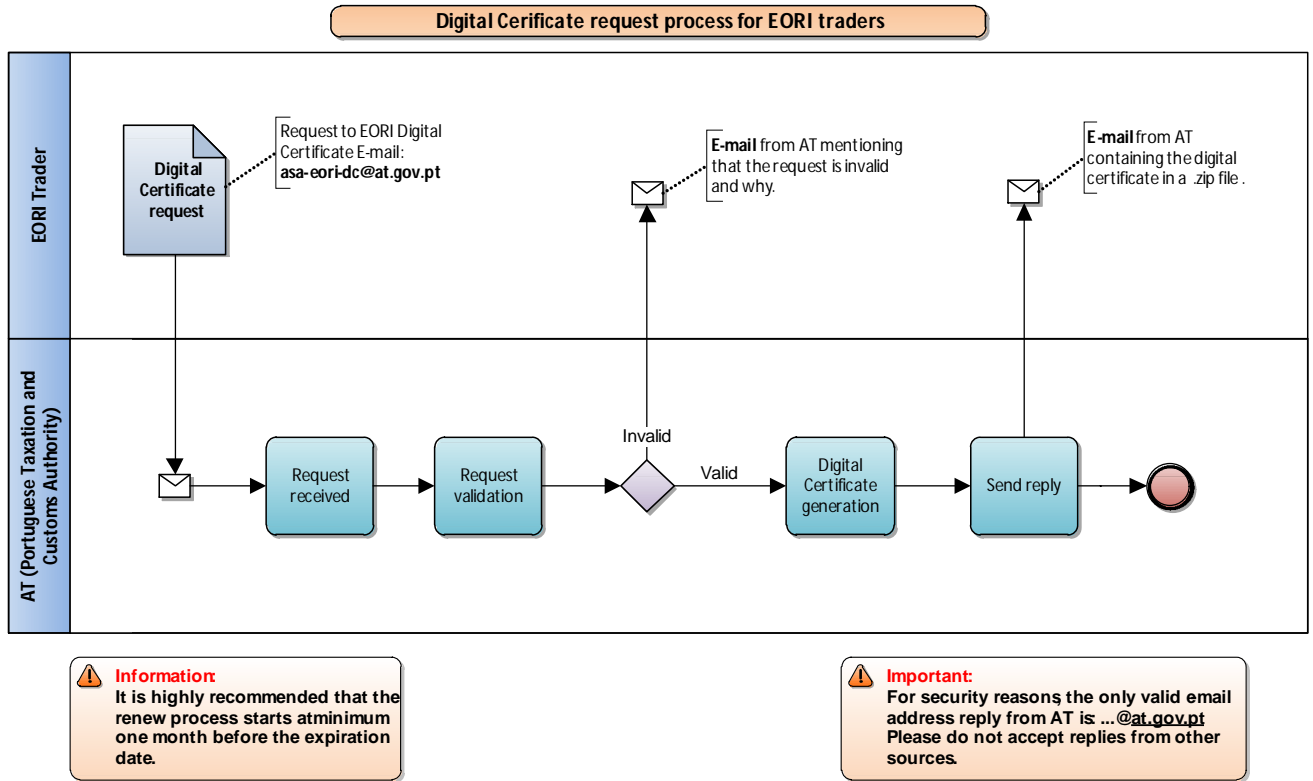 Digital Cerificate request process for EORI traders
EORI Trader
Digital
Certificate
request
Request to EORI Digital
Certificate E-mail:
asa-eori-dc@at.gov.pt
E-mail from AT mentioning
that the request is invalid
and why.
E-mail from AT
containing the digital
certificate in a .zip file .
AT (Portuguese Taxation and
Customs Authority)
Request
received
Request
validation
Invalid
Valid
Digital
Certificate
generation
Send reply
Information:
It is highly recommended that the
renew process starts atminimum
one month before the expiration
date.
Important:
For security reasons, the only valid email
address reply from AT is: ...@at.gov.pt
Please do not accept replies from other
sources.